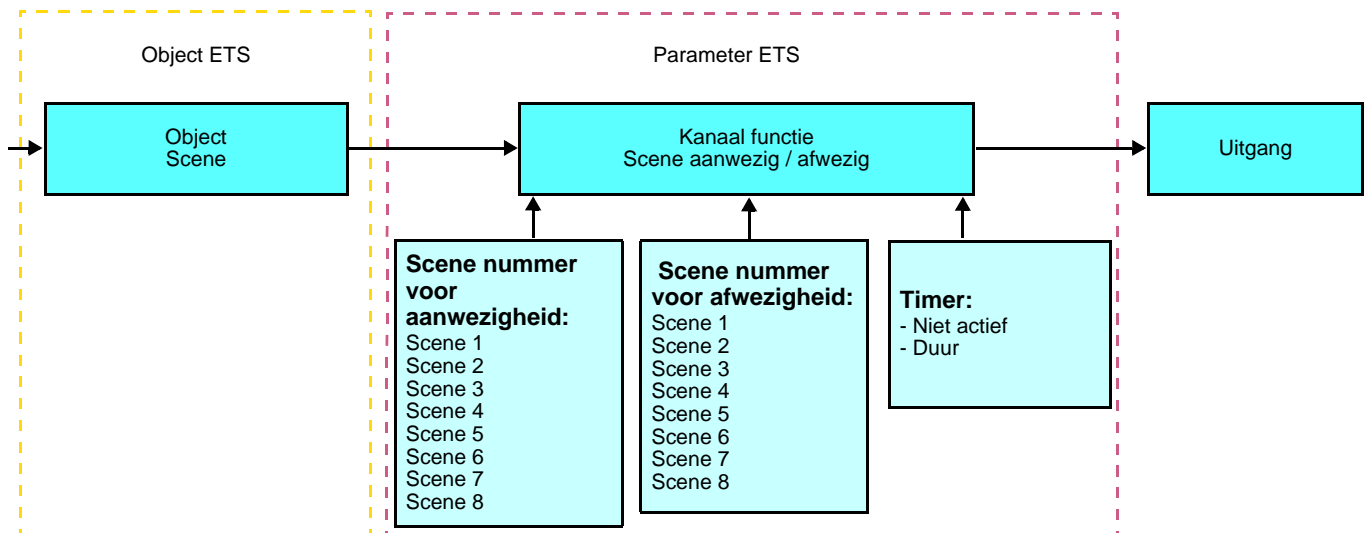 Object ETS
Parameter ETS
Object
Scene
Kanaal functie
Scene aanwezig / afwezig
Uitgang
Scene nummer
voor
aanwezigheid:
Scene 1
Scene 2
Scene 3
Scene 4
Scene 5
Scene 6
Scene 7
Scene 8
Scene nummer
voor afwezigheid:
Scene 1
Scene 2
Scene 3
Scene 4
Scene 5
Scene 6
Scene 7
Scene 8
Timer:
- Niet actief
- Duur